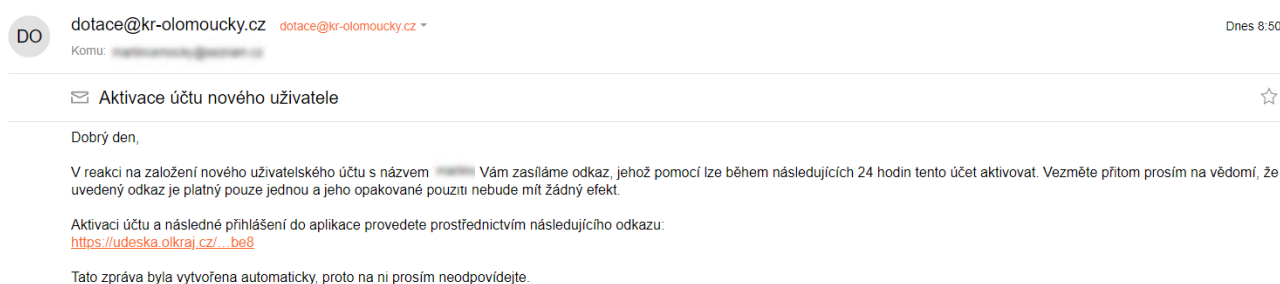 DO
dotace@kr-olomoucky.cz dotace@kr-olomoucky.cz
Dnes 8:50
Komu:
Aktivace účtu nového uživatele
Dobrý den,
V reakci na založení nového uživatelského účtu s názvem Vám zasíláme odkaz, jehož pomocí lze během následujících 24 hodin tento účet aktivovat. Vezměte přitom prosím na vědomí, že
uvedený odkaz je platný pouze jednou a jeho opakované použití nebude mít žádný efekt.
Aktivaci účtu a následné přihlášení do aplikace provedete prostřednictvím následujícího odkazu:
https://udeska.olkraj.cz/…be8
Tato zpráva byla vytvořena automaticky, proto na ni prosím neodpovídejte.